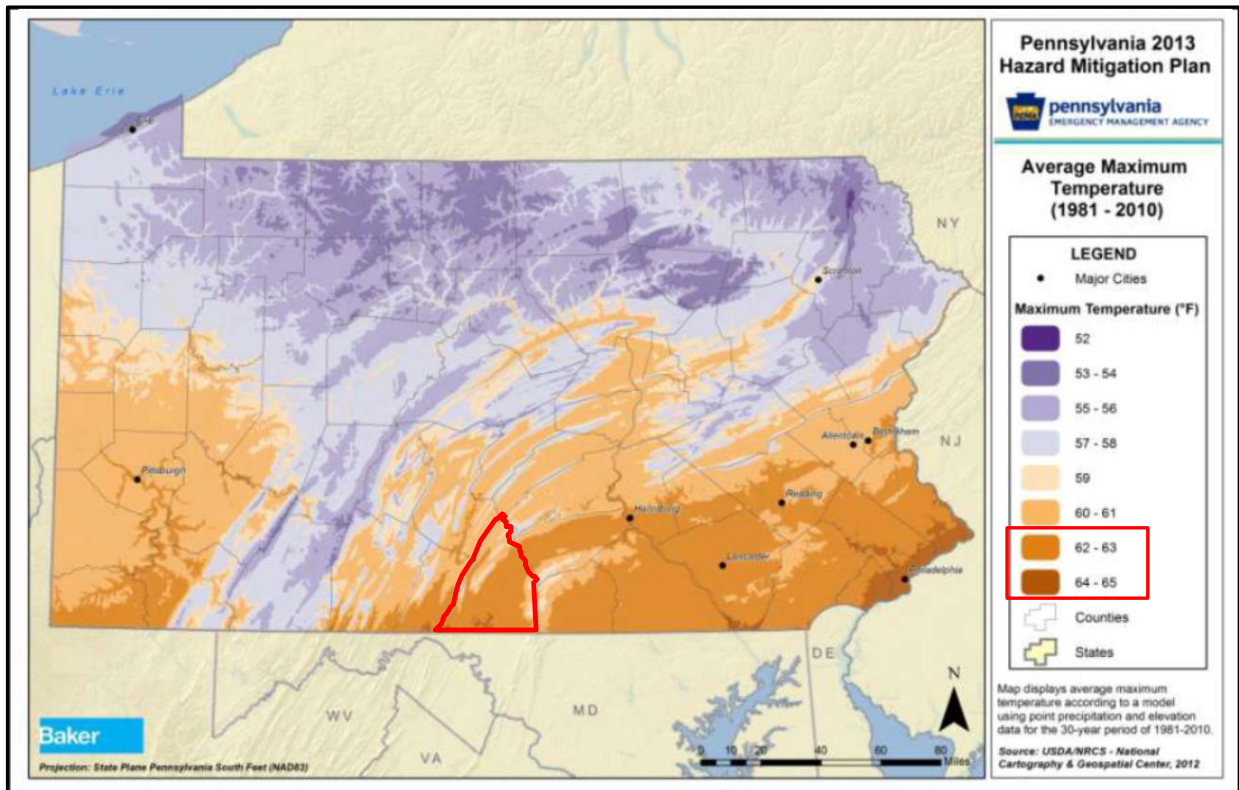 Lake Erie
Erie
Scranton
NY
Allentown
Bethlehem
NJ
Pittsburgh
Reading
Harrisburg
Lancaster
Philadelphia
DE
WV
MD
VA
N
0 20 40 60 80
Miles
Baker
Projection: State Plane Pennsylvania South Feet (NAD83)
Pennsylvania 2013
Hazard Mitigation Plan
PEMA
pennsylvania
EMERGENCY MANAGEMENT AGENCY
Average Maximum
Temperature
(1981 - 2010)
LEGEND
Major Cities
Maximum Temperature (°F)
52
53 - 54
55 - 56
57 - 58
59
60 - 61
62 - 63
64 - 65
Counties
States
Map displays average maximum
temperature according to a model
using point precipitation and elevation
data for the 30-year period of 1981-2010.
Source: USDA/NRCS - National
Cartography & Geospatial Center, 2012